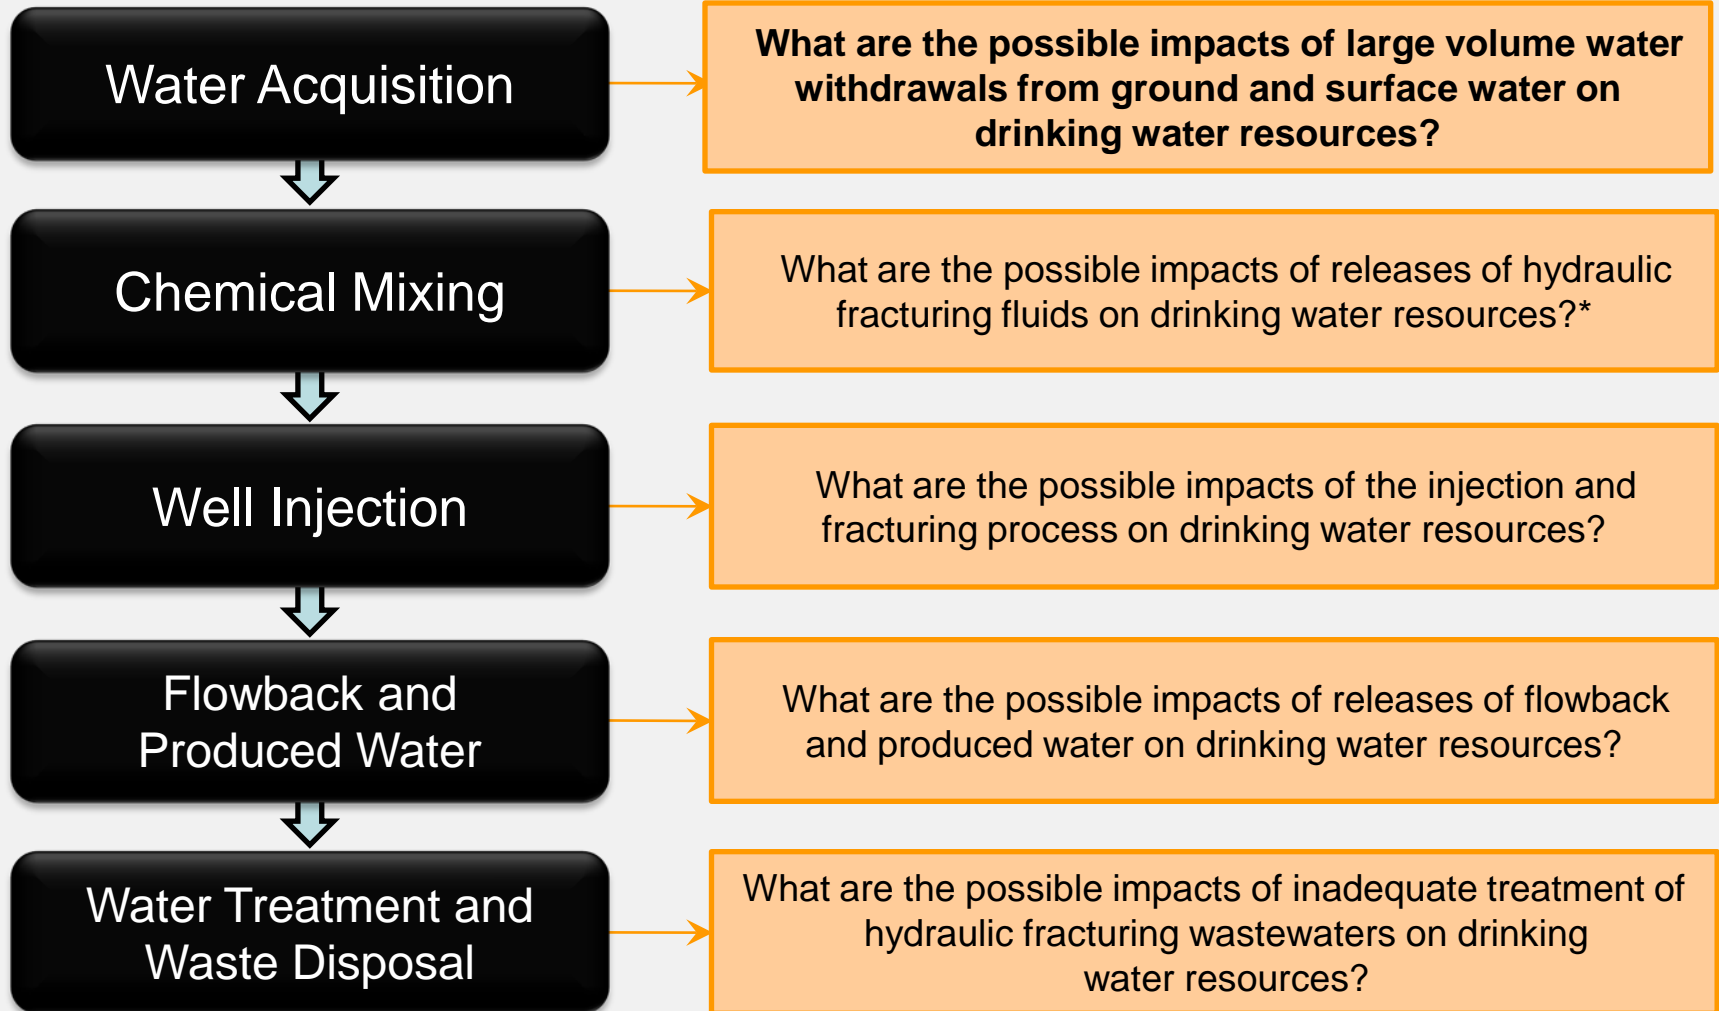 Water Acquisition
What are the possible impacts of large volume water
withdrawals from ground and surface water on
drinking water resources?
Chemical Mixing
What are the possible impacts of releases of hydraulic
fracturing fluids on drinking water resources?*
Well Injection
What are the possible impacts of the injection and
fracturing process on drinking water resources?
Flowback and
Produced Water
What are the possible impacts of releases of flowback
and produced water on drinking water resources?
Water Treatment and
Waste Disposal
What are the possible impacts of inadequate treatment of
hydraulic fracturing wastewaters on drinking
water resources?